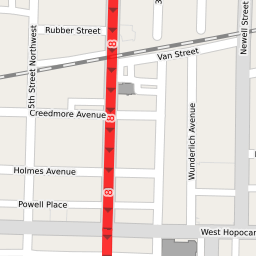 Rubber Street
8
Van Street
Newell Street
5th Street Northwest
Creedmore Avenue
8
Wunderlich Avenue
Holmes Avenue
8
Powell Place
West Hopocan